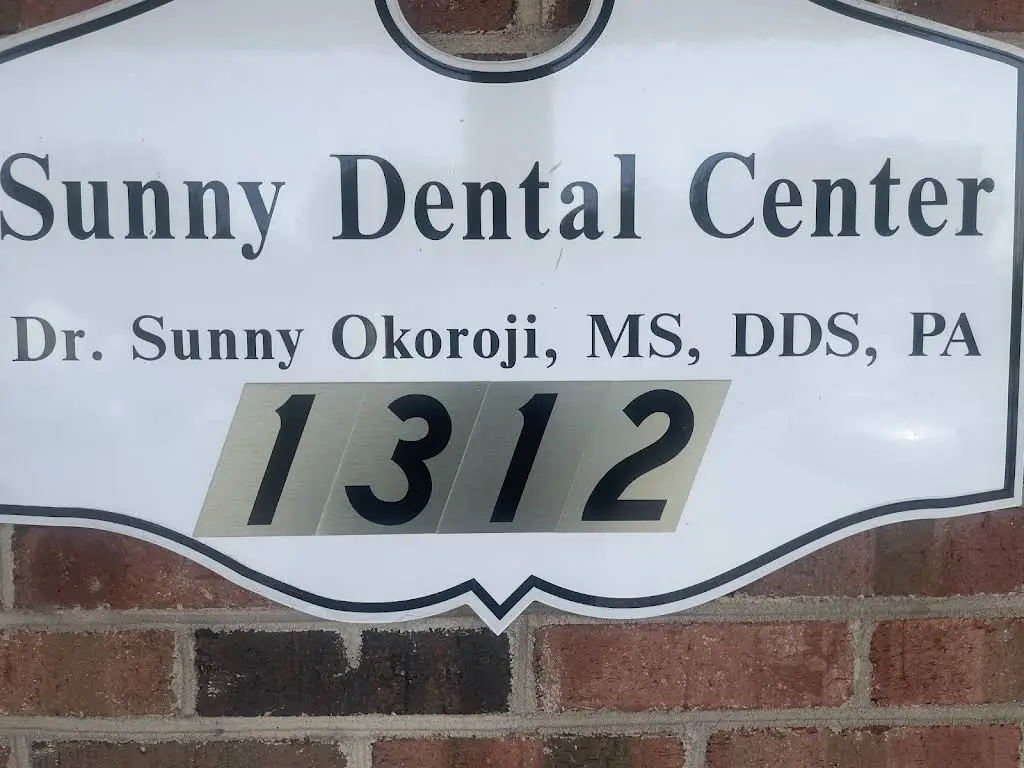 Sunny Dental Center
Dr. Sunny Okoroji, MS, DDS, PA
1312